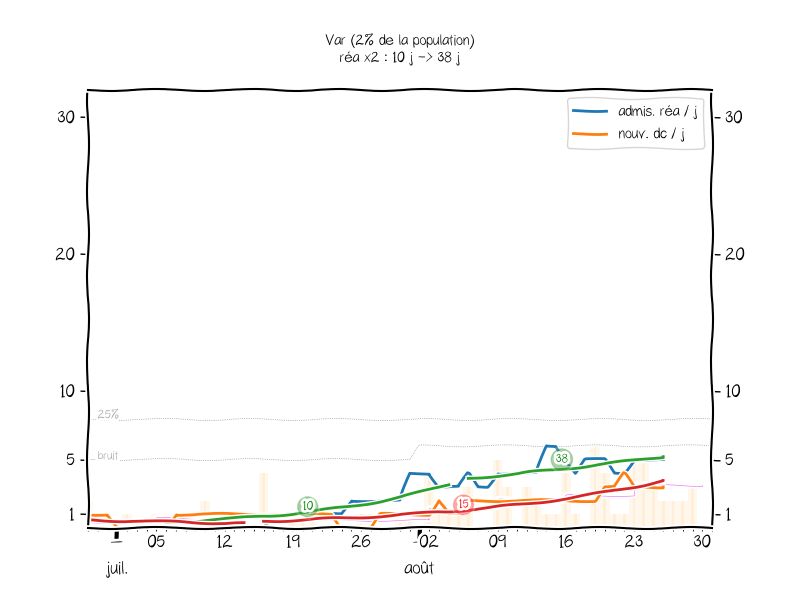 Var (2% de la population)
réa x2 : 10 j -> 38 j
admis. réa / j
nouv. dc / j
30 30
20 20
10 10
25%
bruit
5 5
1 1
38
10
15
05 12 19 26 02 09 16 23 30
juil. août